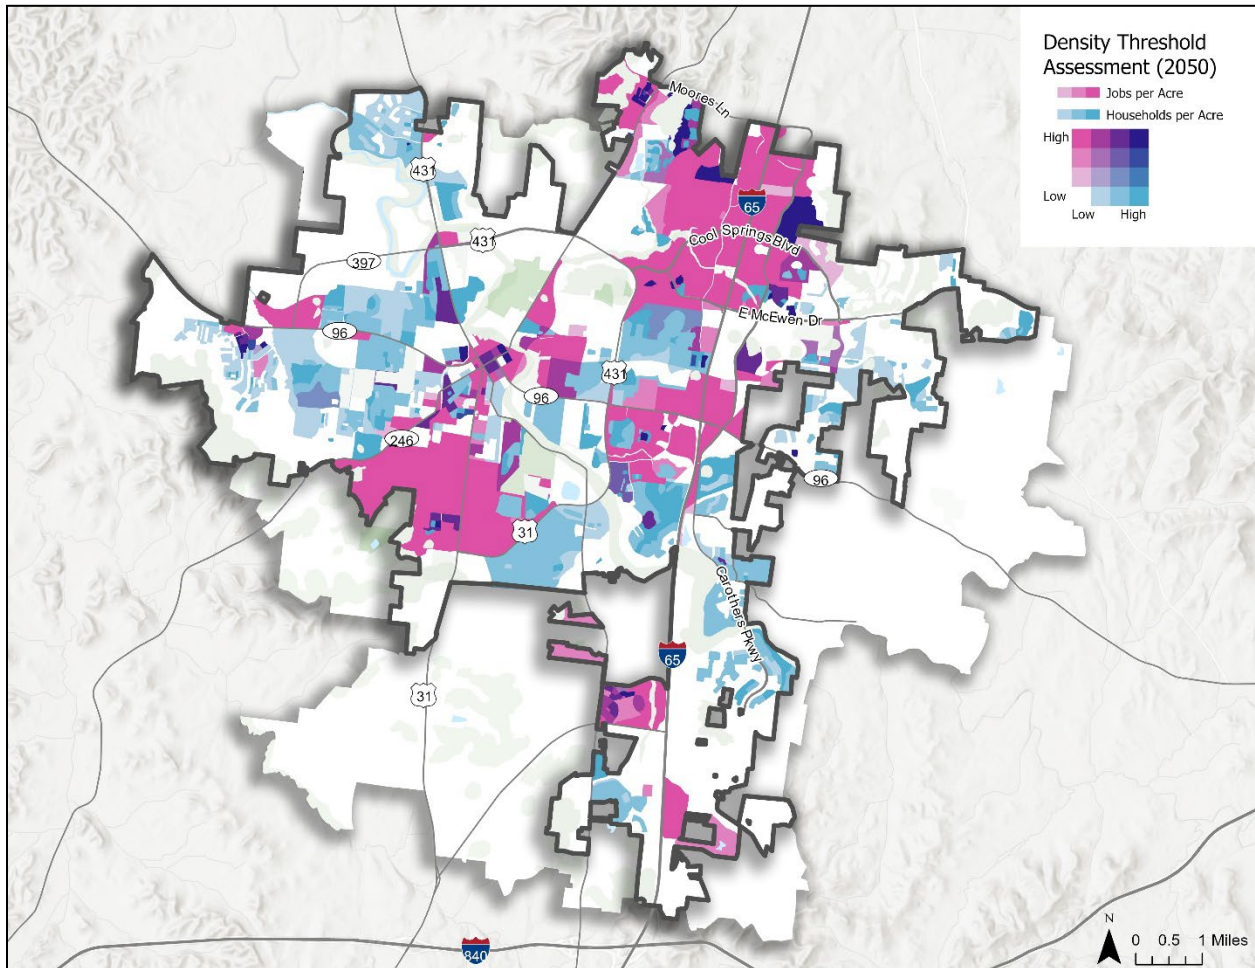 Density Threshold
Assessment (2050)
Jobs per Acre
Households per Acre
High
Low
Low High
Moores Ln
431
65
431
Cool Springs Blvd
397
E McEwen Dr
96
431
96
246
96
31
Carothers Pkwy
65
31
N
0 0.5 1 Miles
840